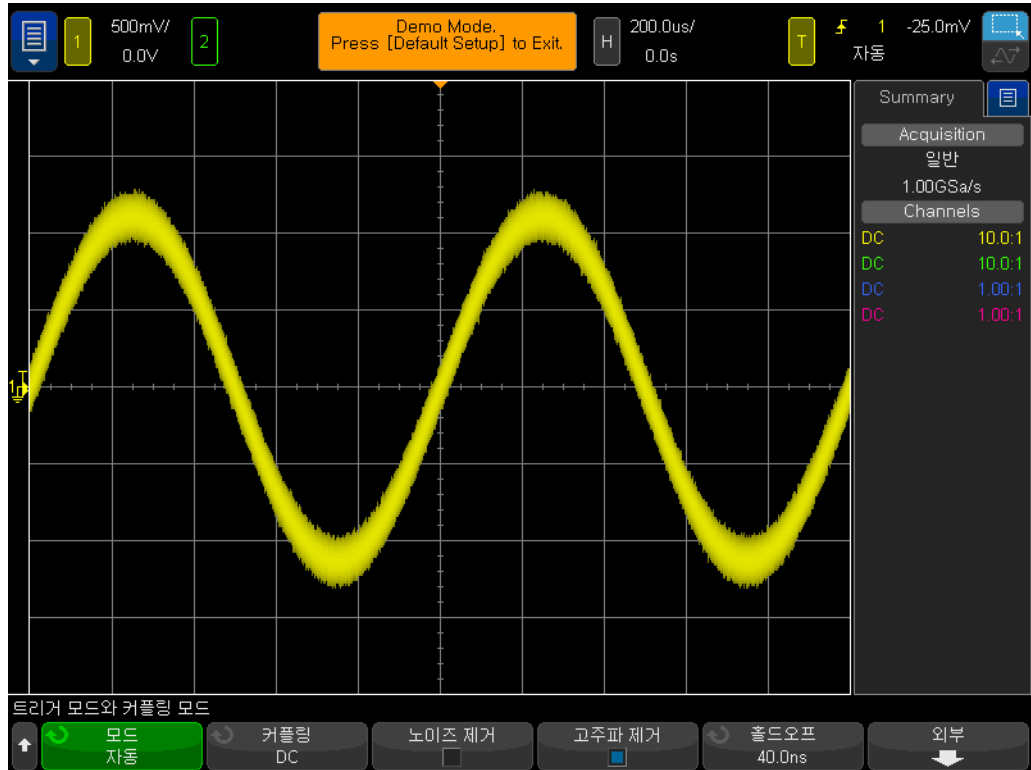 1
500mV/
0.0V
2
Demo Mode.
Press [Default Setup] to Exit.
H
200.0us/
0.0s
T
1
-25.0mV
자동
Summary
Acquisition
일반
1.00GSa/s
Channels
DC 10.0:1
DC 10.0:1
DC 1.00:1
DC 1.00:1
T
1
트리거 모드와 커플링 모드
모드
자동
커플링
DC
노이즈 제거
고주파 제거
홀드오프
40.0ns
외부